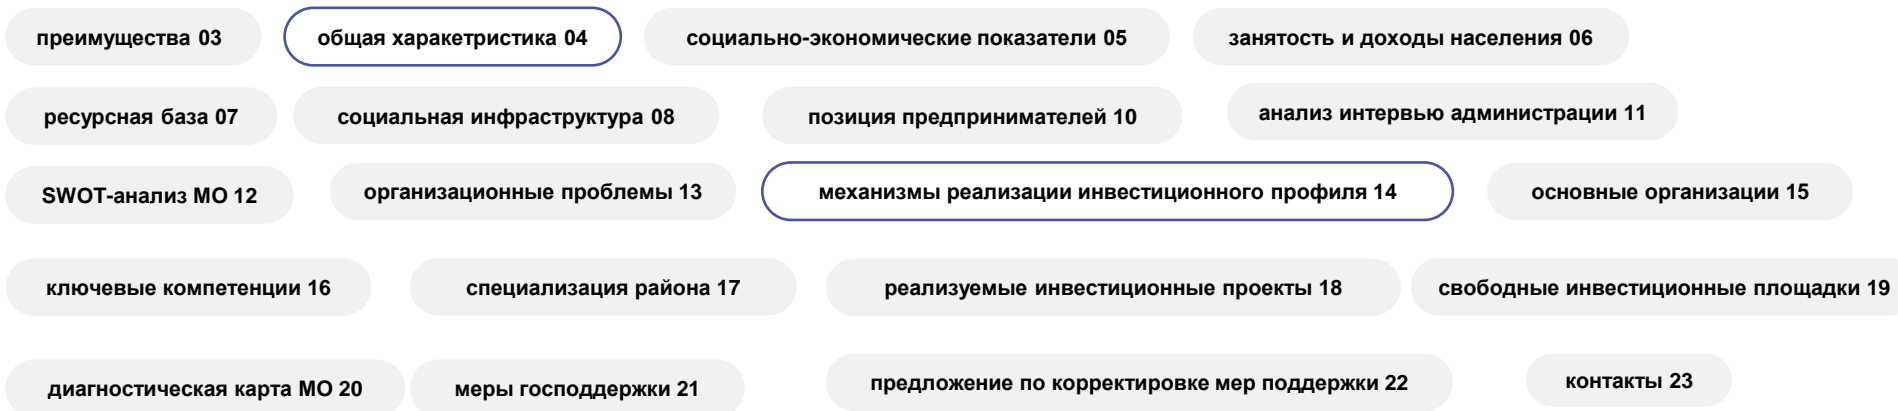 преимущества 03
общая характетристика 04
социально-экономические показатели 05
занятость и доходы населения 06
ресурсная база 07
социальная инфраструктура 08
позиция предпринимателей 10
анализ интервью администрации 11
SWOT-анализ МО 12
организационные проблемы 13
механизмы реализации инвестиционного профиля 14
основные организации 15
ключевые компетенции 16
специализация района 17
реализуемые инвестиционные проекты 18
свободные инвестиционные площадки 19
диагностическая карта МО 20
меры господдержки 21
предложение по корректировке мер поддержки 22
контакты 23